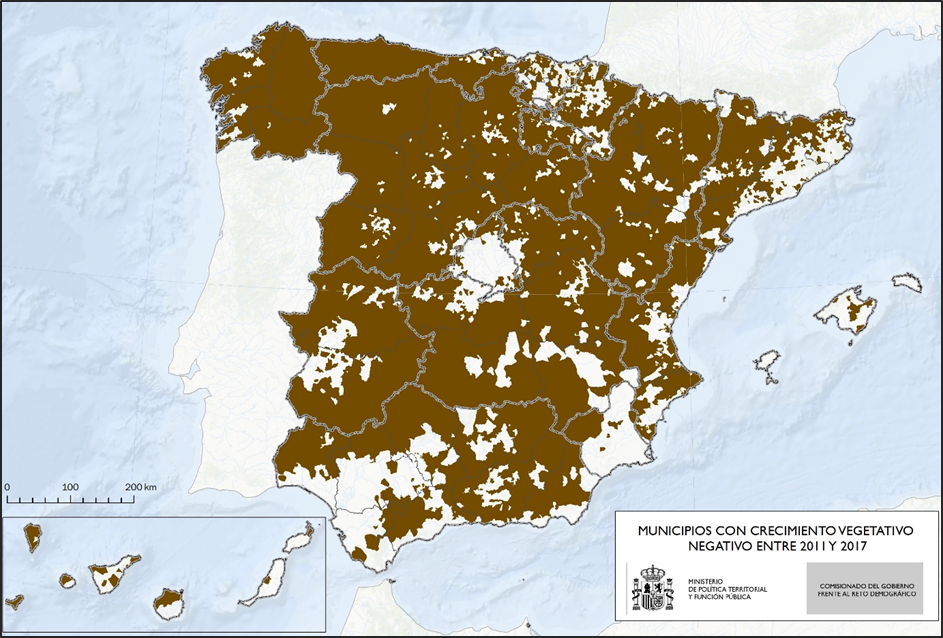 0 100 200 km
MUNICIPIOS CON CRECIMIENTO VEGETATIVO
NEGATIVO ENTRE 2011 Y 2017
MINISTERIO
DE POLÍTICA TERRITORIAL
Y FUNCIÓN PÚBLICA
COMISIONADO DEL GOBIERNO
FRENTE AL RETO DEMOGRÁFICO